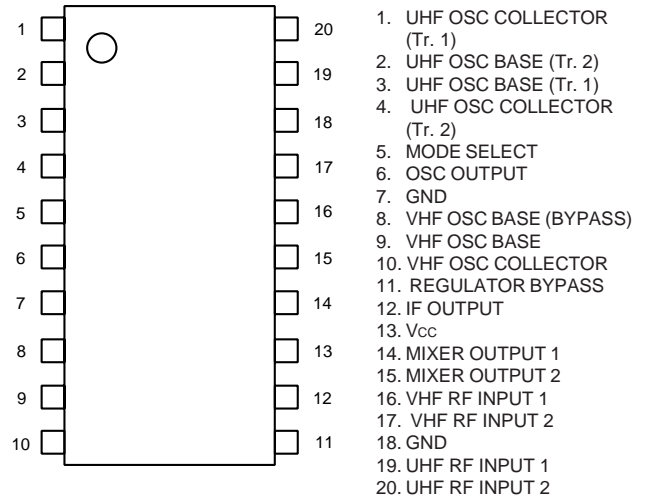 1
2
3
4
5
6
7
8
9
10
20
19
18
17
16
15
14
13
12
11
1. UHF OSC COLLECTOR
(Tr. 1)
2. UHF OSC BASE (Tr. 2)
3. UHF OSC BASE (Tr. 1)
4. UHF OSC COLLECTOR
(Tr. 2)
5. MODE SELECT
6. OSC OUTPUT
7. GND
8. VHF OSC BASE (BYPASS)
9. VHF OSC BASE
10. VHF OSC COLLECTOR
11. REGULATOR BYPASS
12. IF OUTPUT
13. VCC
14. MIXER OUTPUT 1
15. MIXER OUTPUT 2
16. VHF RF INPUT 1
17. VHF RF INPUT 2
18. GND
19. UHF RF INPUT 1
20. UHF RF INPUT 2